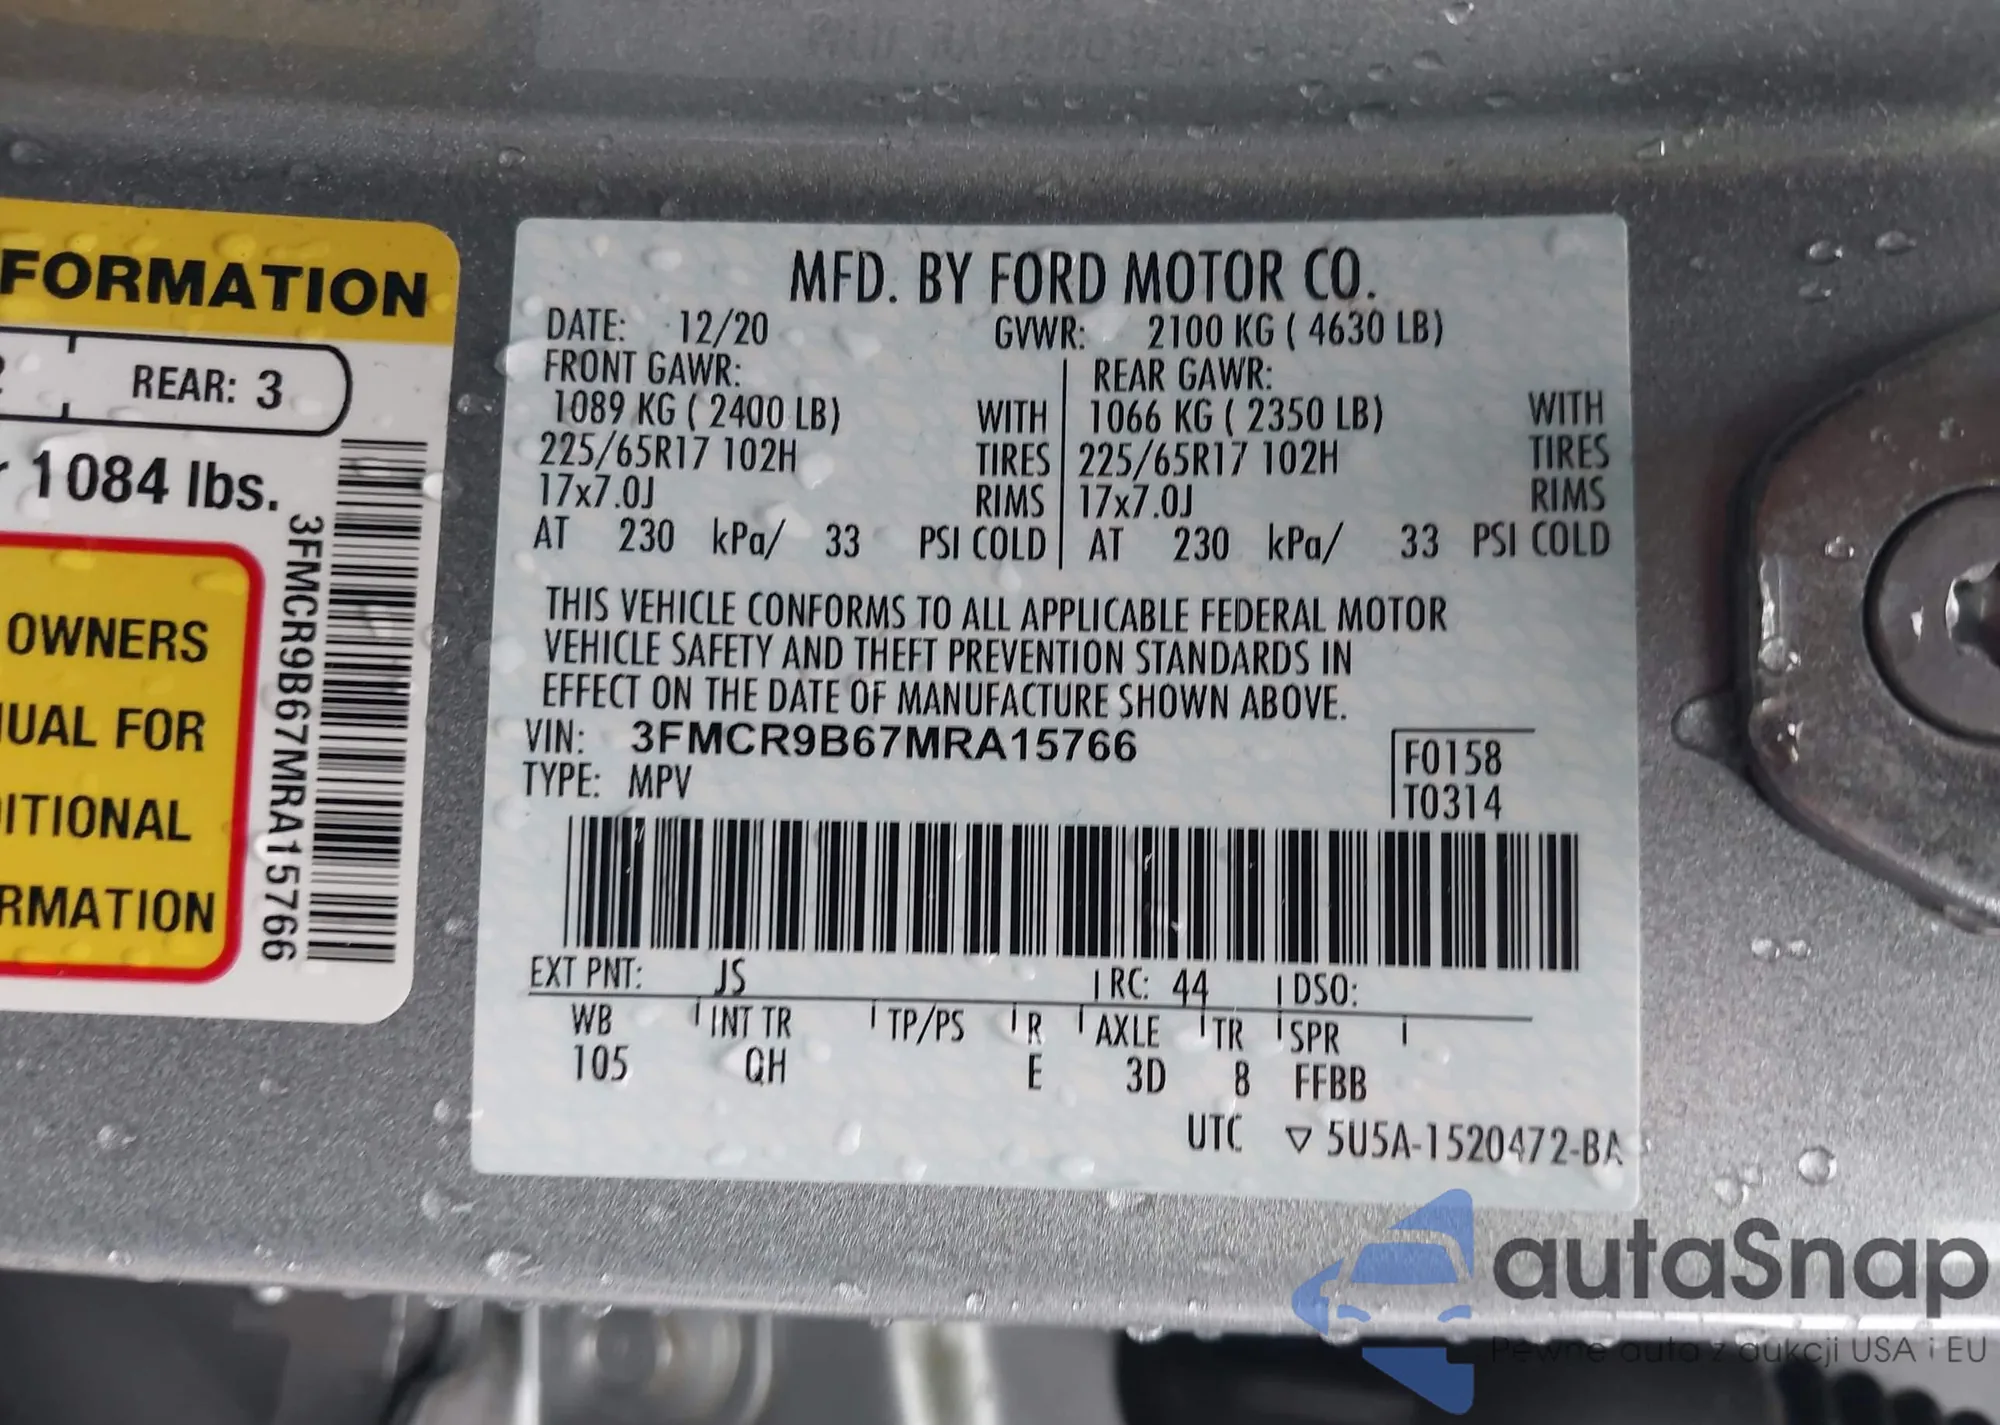 FORMATION
REAR: 3
1084 lbs.
OWNERS
UAL FOR
ITIONAL
RMATION
3FMCR9B67MRA15766
MFD. BY FORD MOTOR CO.
DATE: 12/20 GVWR: 2100 KG ( 4630 LB)
FRONT GAWR: REAR GAWR:
1089 KG ( 2400 LB) WITH 1066 KG ( 2350 LB) WITH
225/65R17 102H TIRES 225/65R17 102H TIRES
17x7.0J RIMS 17x7.0J RIMS
AT 230 kPa/ 33 PSI COLD AT 230 kPa/ 33 PSI COLD
THIS VEHICLE CONFORMS TO ALL APPLICABLE FEDERAL MOTOR
VEHICLE SAFETY AND THEFT PREVENTION STANDARDS IN
EFFECT ON THE DATE OF MANUFACTURE SHOWN ABOVE.
VIN: 3FMCR9B67MRA15766 F0158
TYPE: MPV T0314
EXT PNT: JS RC: 44 DSO:
WB INT TR TP/PS R AXLE TR SPR
105 QH E 3D 8 FFBB
UTC ▽ 5U5A-1520472-BA
autaSnap
Pewne auta z aukcji USA i EU